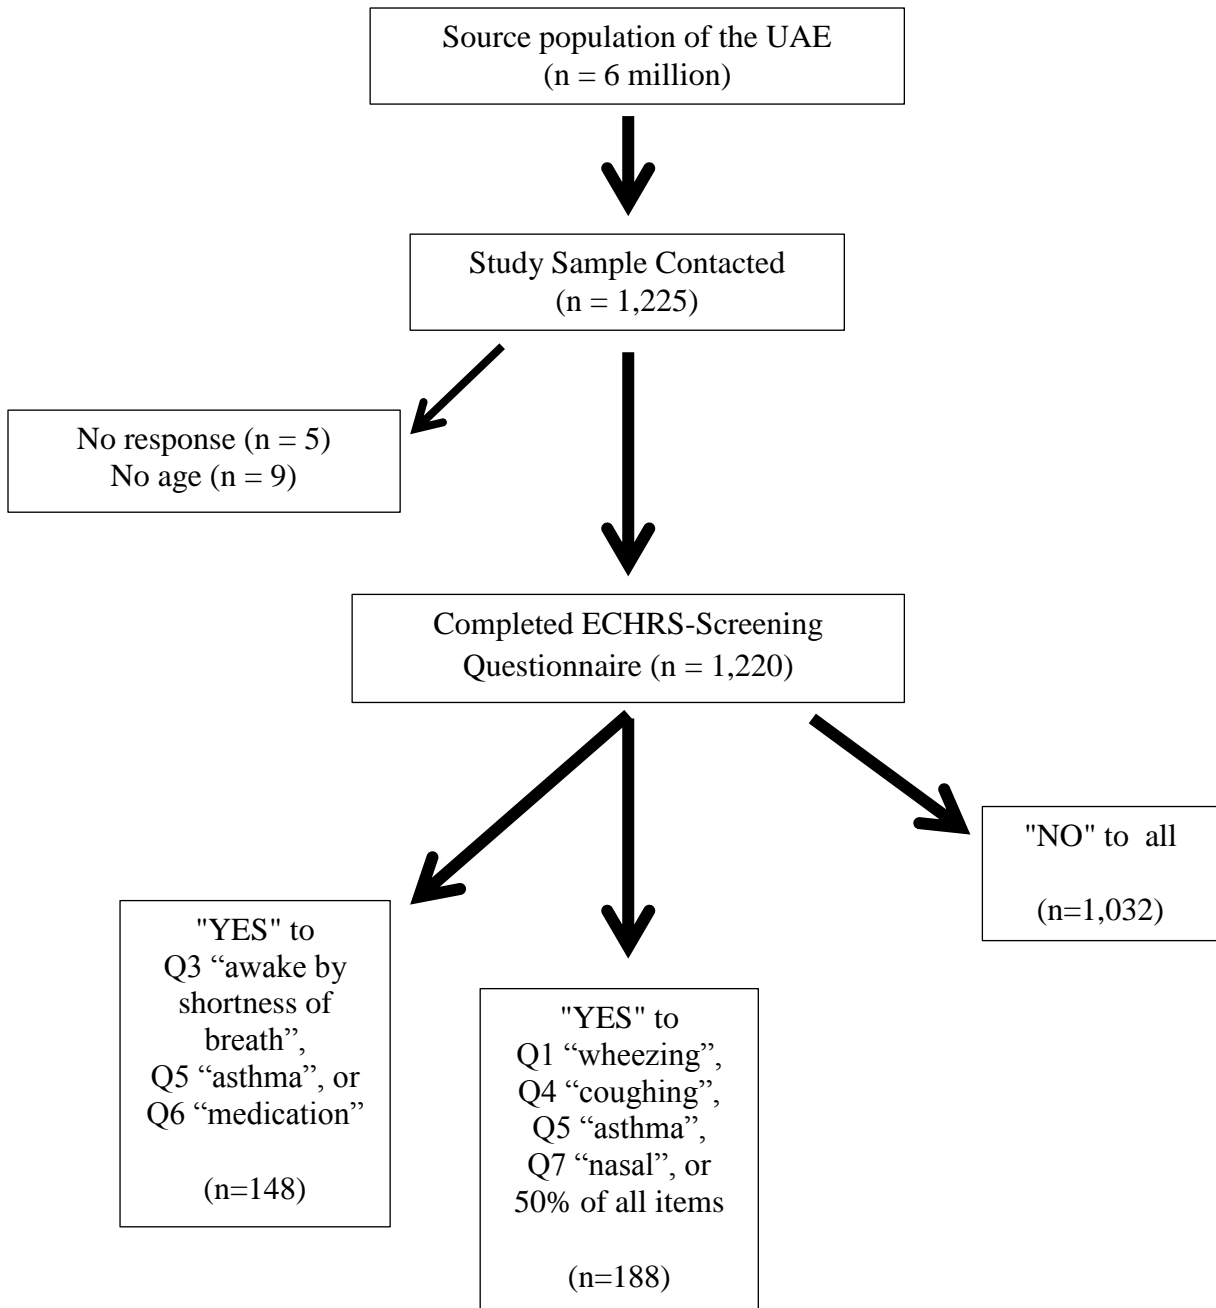 Source population of the UAE
(n = 6 million)
Study Sample Contacted
(n = 1,225)
No response (n = 5)
No age (n = 9)
Completed ECHRS-Screening
Questionnaire (n = 1,220)
"NO" to  all
(n=1,032)
"YES" to
Q3 “awake by
shortness of
breath”,
Q5 “asthma”, or
Q6 “medication”
(n=148)
"YES" to
Q1 “wheezing”,
Q4 “coughing”,
Q5 “asthma”,
Q7 “nasal”, or
50% of all items
(n=188)